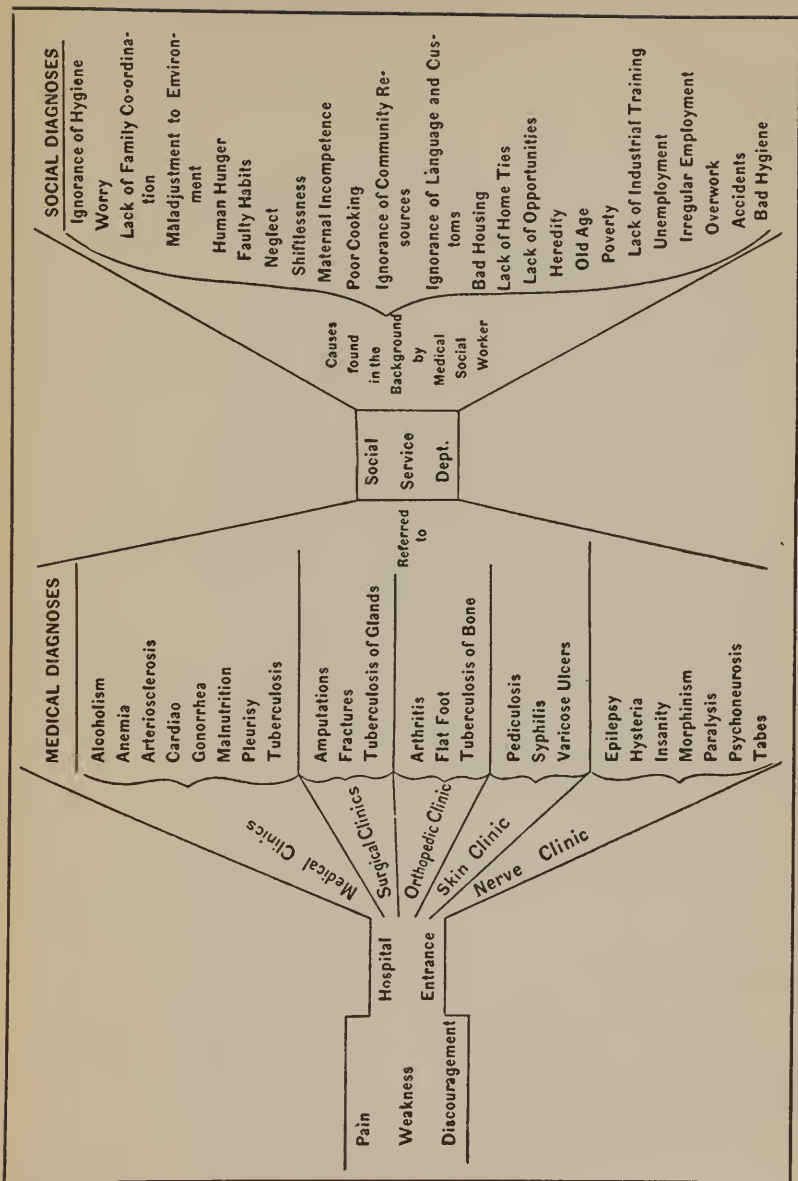 Pain
Weakness
Discouragement
Hospital
Entrance
Medical Clinics
Surgical Clinics
Orthopedic Clinic
Skin Clinic
Nerve Clinic
MEDICAL DIAGNOSES
Alcoholism
Anemia
Arteriosclerosis
Cardiao
Gonorrhea
Malnutrition
Pleurisy
Tuberculosis
Amputations
Fractures
Tuberculosis of Glands
Arthritis
Flat Foot
Tuberculosis of Bone
Pediculosis
Syphilis
Varicose Ulcers
Epilepsy
Hysteria
Insanity
Morphinism
Paralysis
Psychoneurosis
Tabes
Referred
to
Social
Service
Dept.
Causes
found
in the
Background
by
Medical
Social
Worker
SOCIAL DIAGNOSES
Ignorance of Hygiene
Worry
Lack of Family Co-ordina-
tion
Maladjustment to Environ-
ment
Human Hunger
Faulty Habits
Neglect
Shiftlessness
Maternal Incompetence
Poor Cooking
Ignorance of Community Re-
sources
Ignorance of Language and Cus-
toms
Bad Housing
Lack of Home Ties
Lack of Opportunities
Heredify
Old Age
Poverty
Lack of Industrial Training
Unemployment
Irregular Employment
Overwork
Accidents
Bad Hygiene